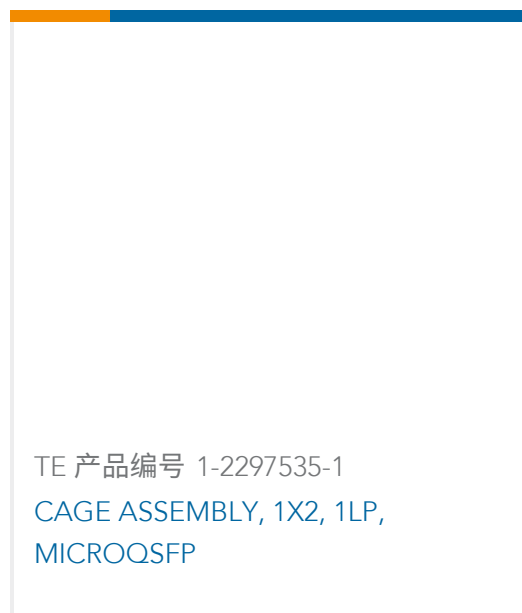 TE 产品编号 1-2297535-1
CAGE ASSEMBLY, 1X2, 1LP,
MICROQSFP